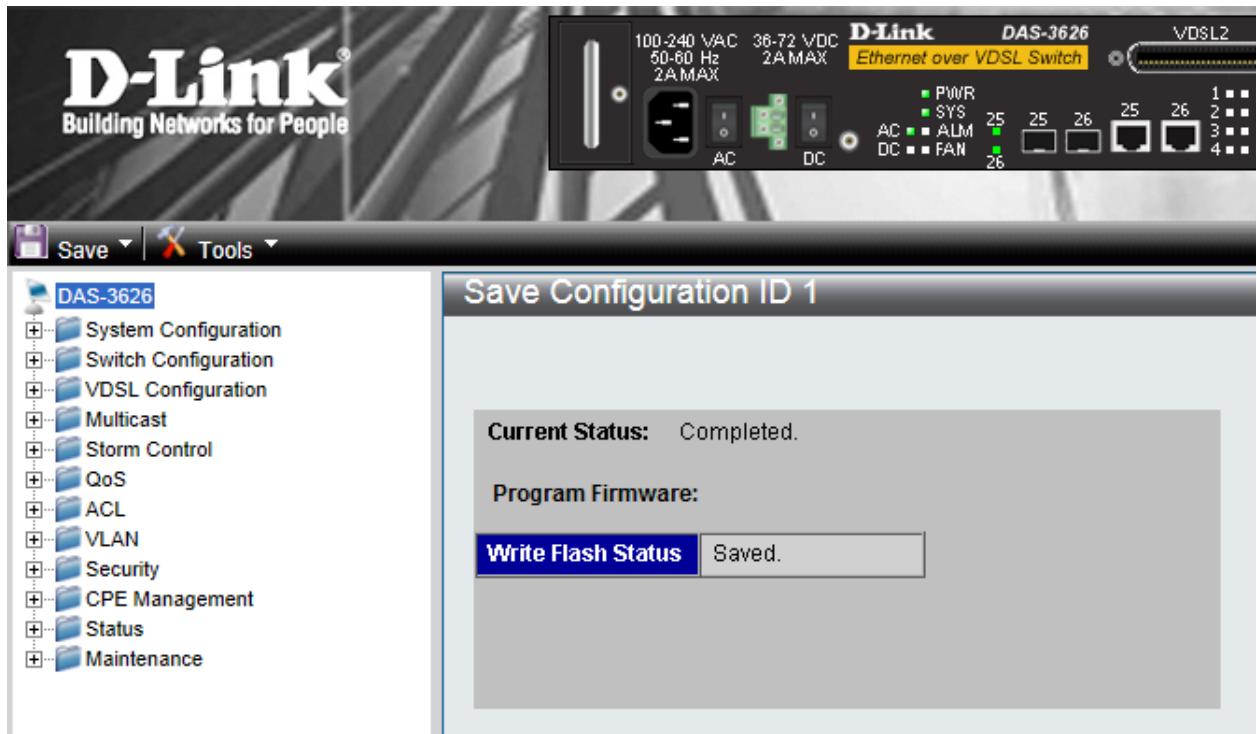 D-Link®
Building Networks for People
100-240 VAC
50-60 Hz
2A MAX
36-72 VDC
2A MAX
D-Link DAS-3626
Ethernet over VDSL Switch
VDSL2
PWR
SYS
AC ALM
DC FAN
25
26
25 26
25 26
1
2
3
4
AC
DC
Save
Tools
DAS-3626
System Configuration
Switch Configuration
VDSL Configuration
Multicast
Storm Control
QoS
ACL
VLAN
Security
CPE Management
Status
Maintenance
Save Configuration ID 1
Current Status: Completed.
Program Firmware:
Write Flash Status Saved.